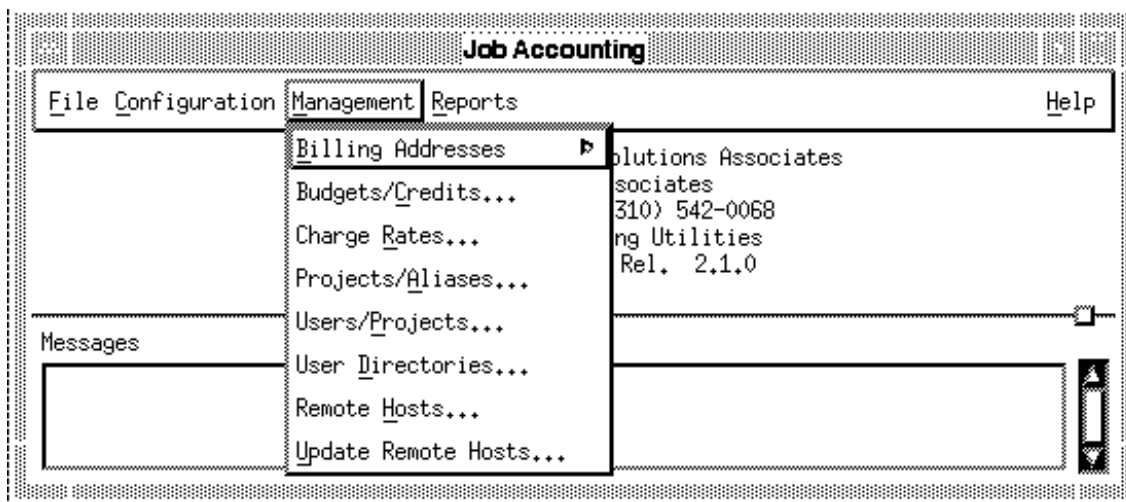 Job Accounting
File Configuration Management Reports Help
Billing Addresses
Budgets/Credits...
Charge Rates...
Projects/Aliases...
Users/Projects...
User Directories...
Remote Hosts...
Update Remote Hosts...
olutions Associates
sociates
310) 542-0068
ng Utilities
Rel. 2.1.0
Messages